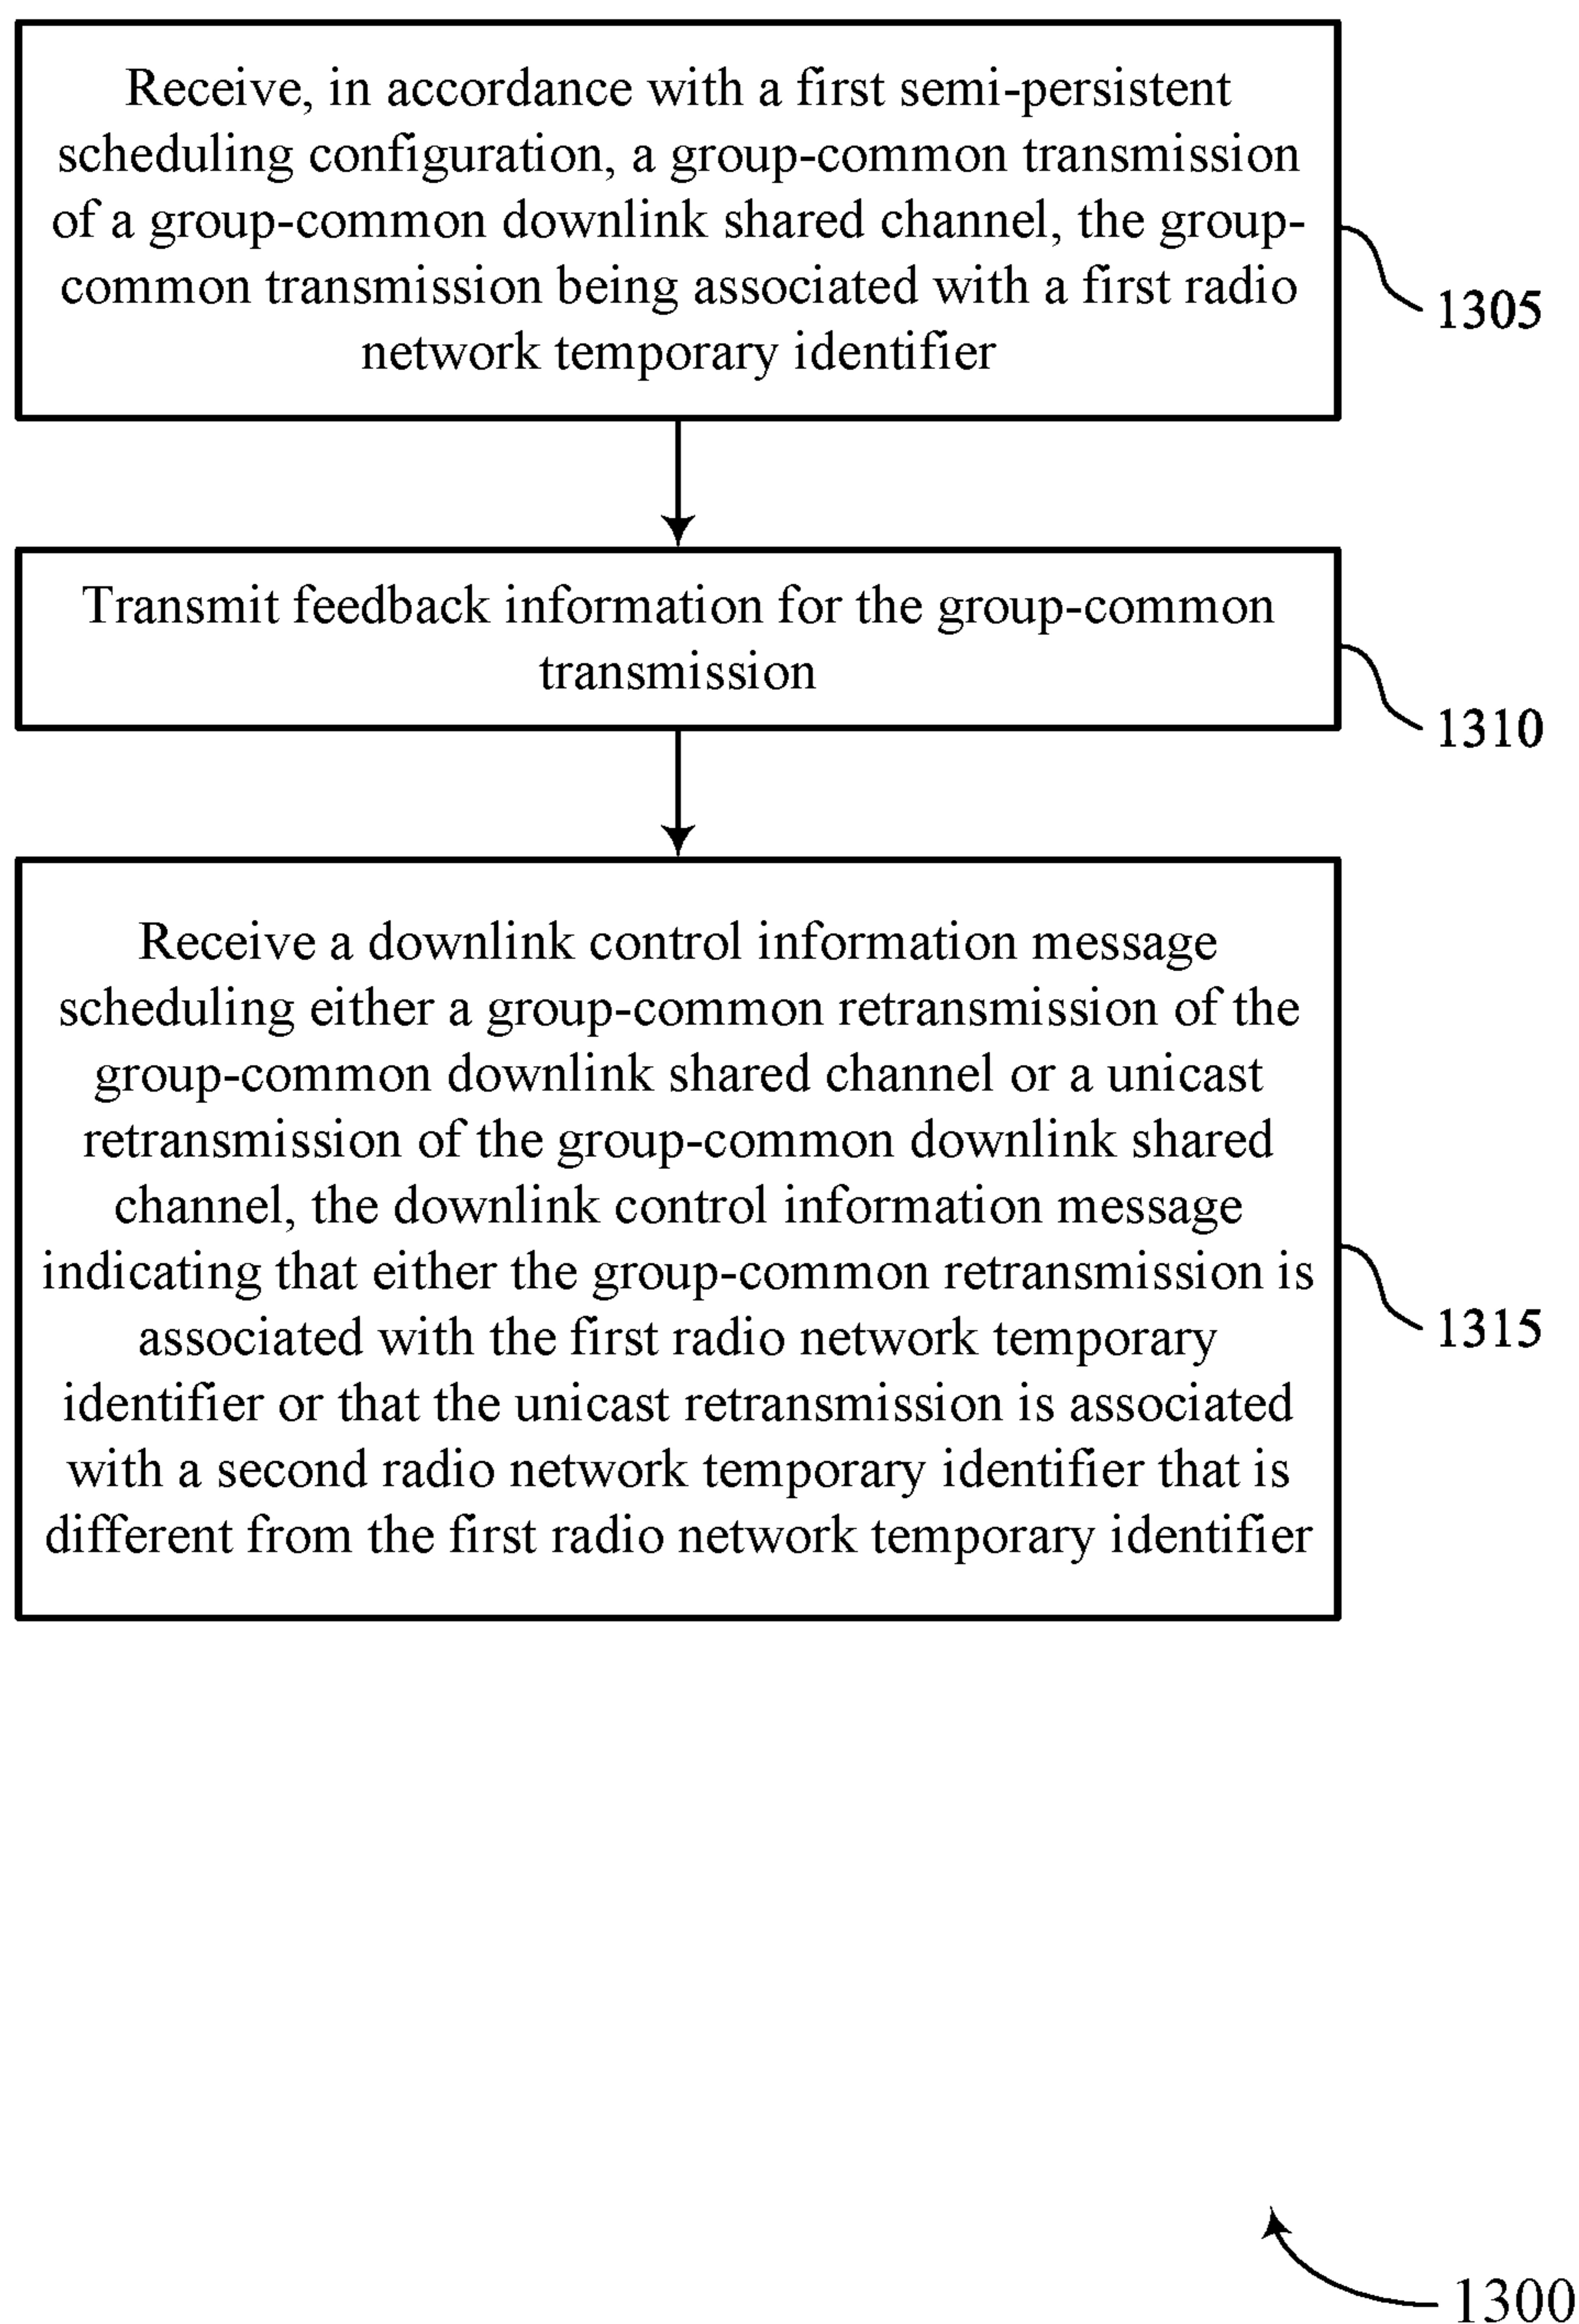 Receive, in accordance with a first semi-persistent
scheduling configuration, a group-common transmission
of a group-common downlink shared channel, the group-
common transmission being associated with a first radio
network temporary identifier
1305
Transmit feedback information for the group-common
transmission
1310
Receive a downlink control information message
scheduling either a group-common retransmission of the
group-common downlink shared channel or a unicast
retransmission of the group-common downlink shared
channel, the downlink control information message
indicating that either the group-common retransmission is
associated with the first radio network temporary
identifier or that the unicast retransmission is associated
with a second radio network temporary identifier that is
different from the first radio network temporary identifier
1315
1300